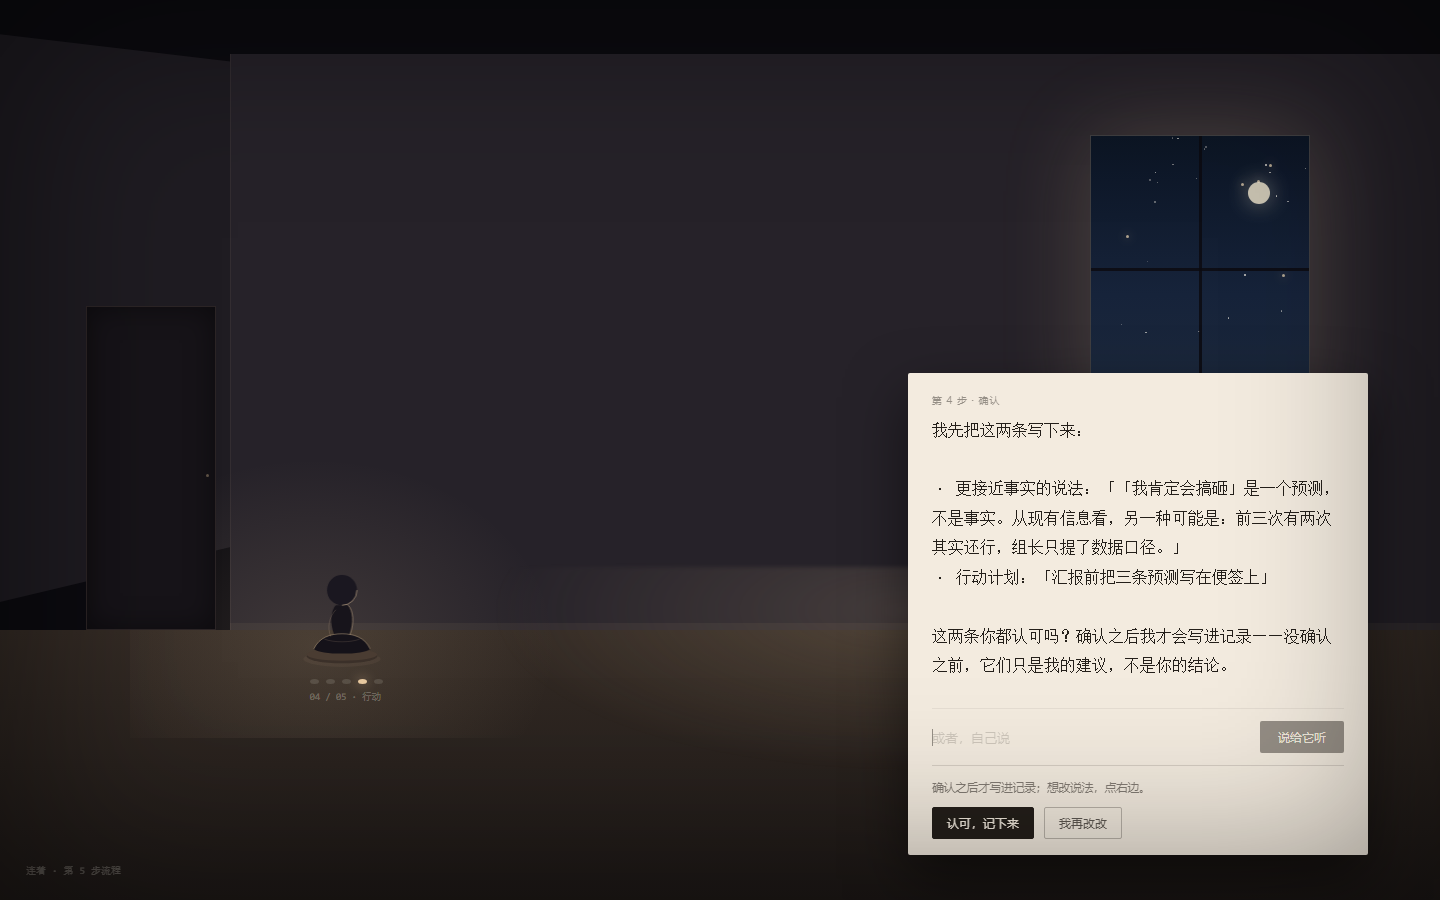 第 4 步 · 确认
我先把这两条写下来：
· 更接近事实的说法：「「我肯定会搞砸」是一个预测，
不是事实。从现有信息看，另一种可能是：前三次有两次
其实还行，组长只提了数据口径。」
· 行动计划：「汇报前把三条预测写在便签上」
这两条你都认可吗？确认之后我才会写进记录——没确认
之前，它们只是我的建议，不是你的结论。
04 / 05 · 行动
或者，自己说
说给它听
确认之后才写进记录；想改说法，点右边。
认可，记下来
我再改改
连着 · 第 5 步流程